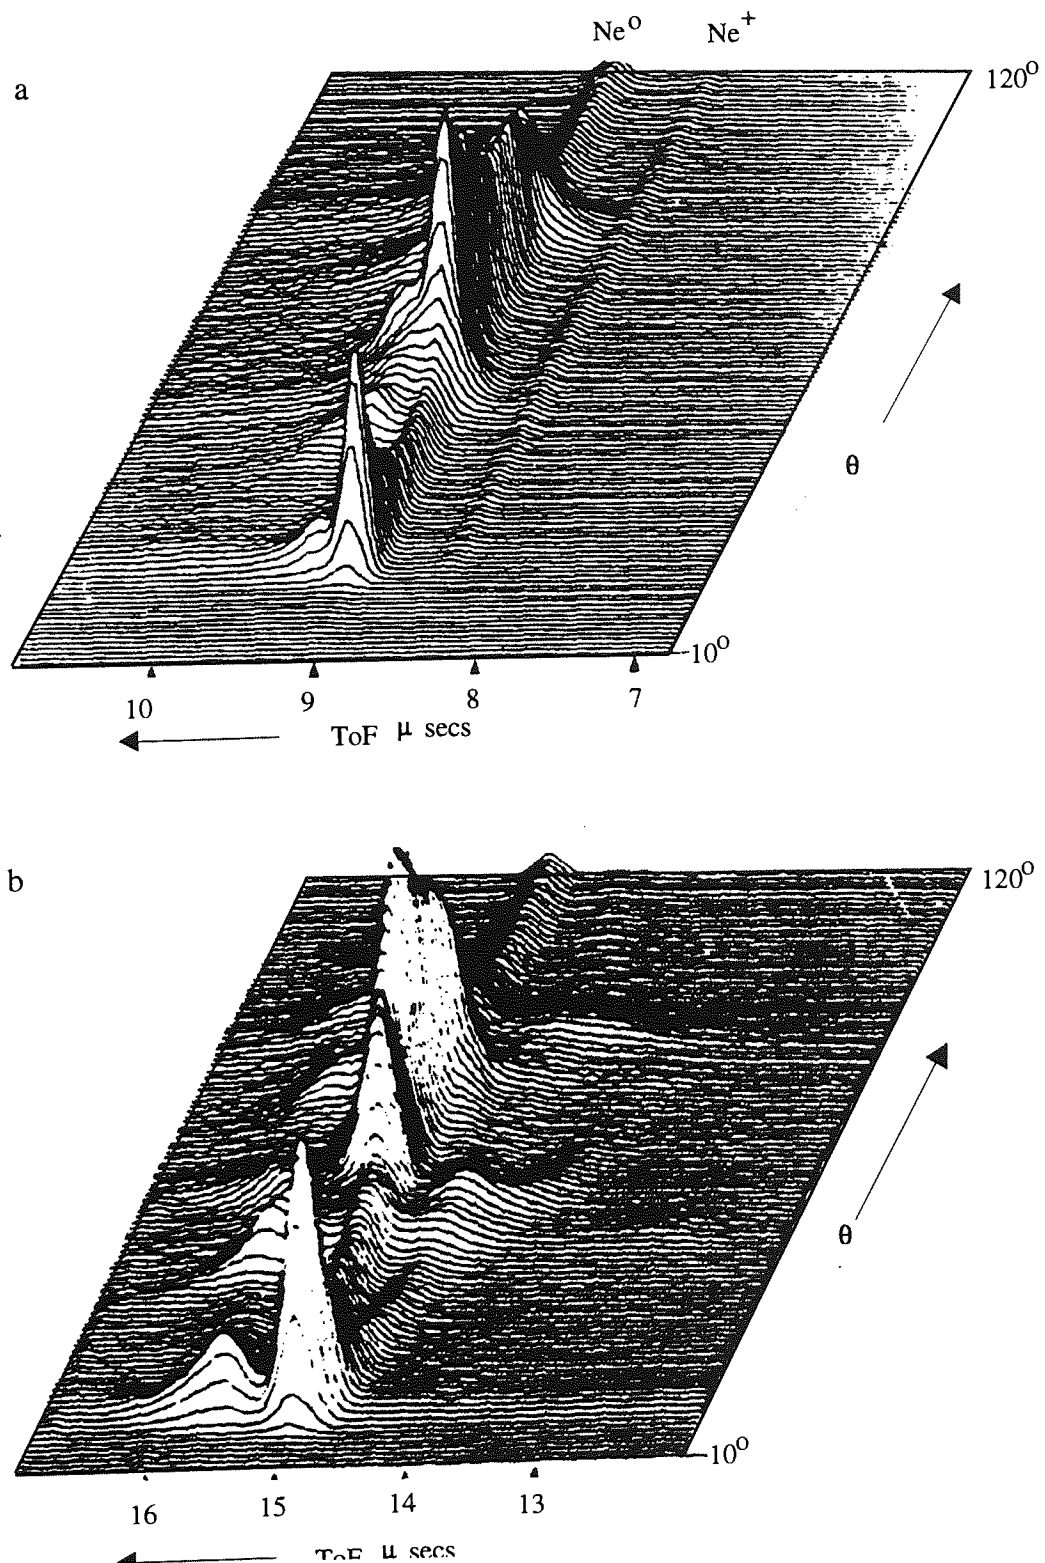 Ne⁰ Ne⁺
a
120⁰
θ
10⁰
10 9 8 7
ToF μ secs
b
120⁰
θ
10⁰
16 15 14 13
ToF μ secs